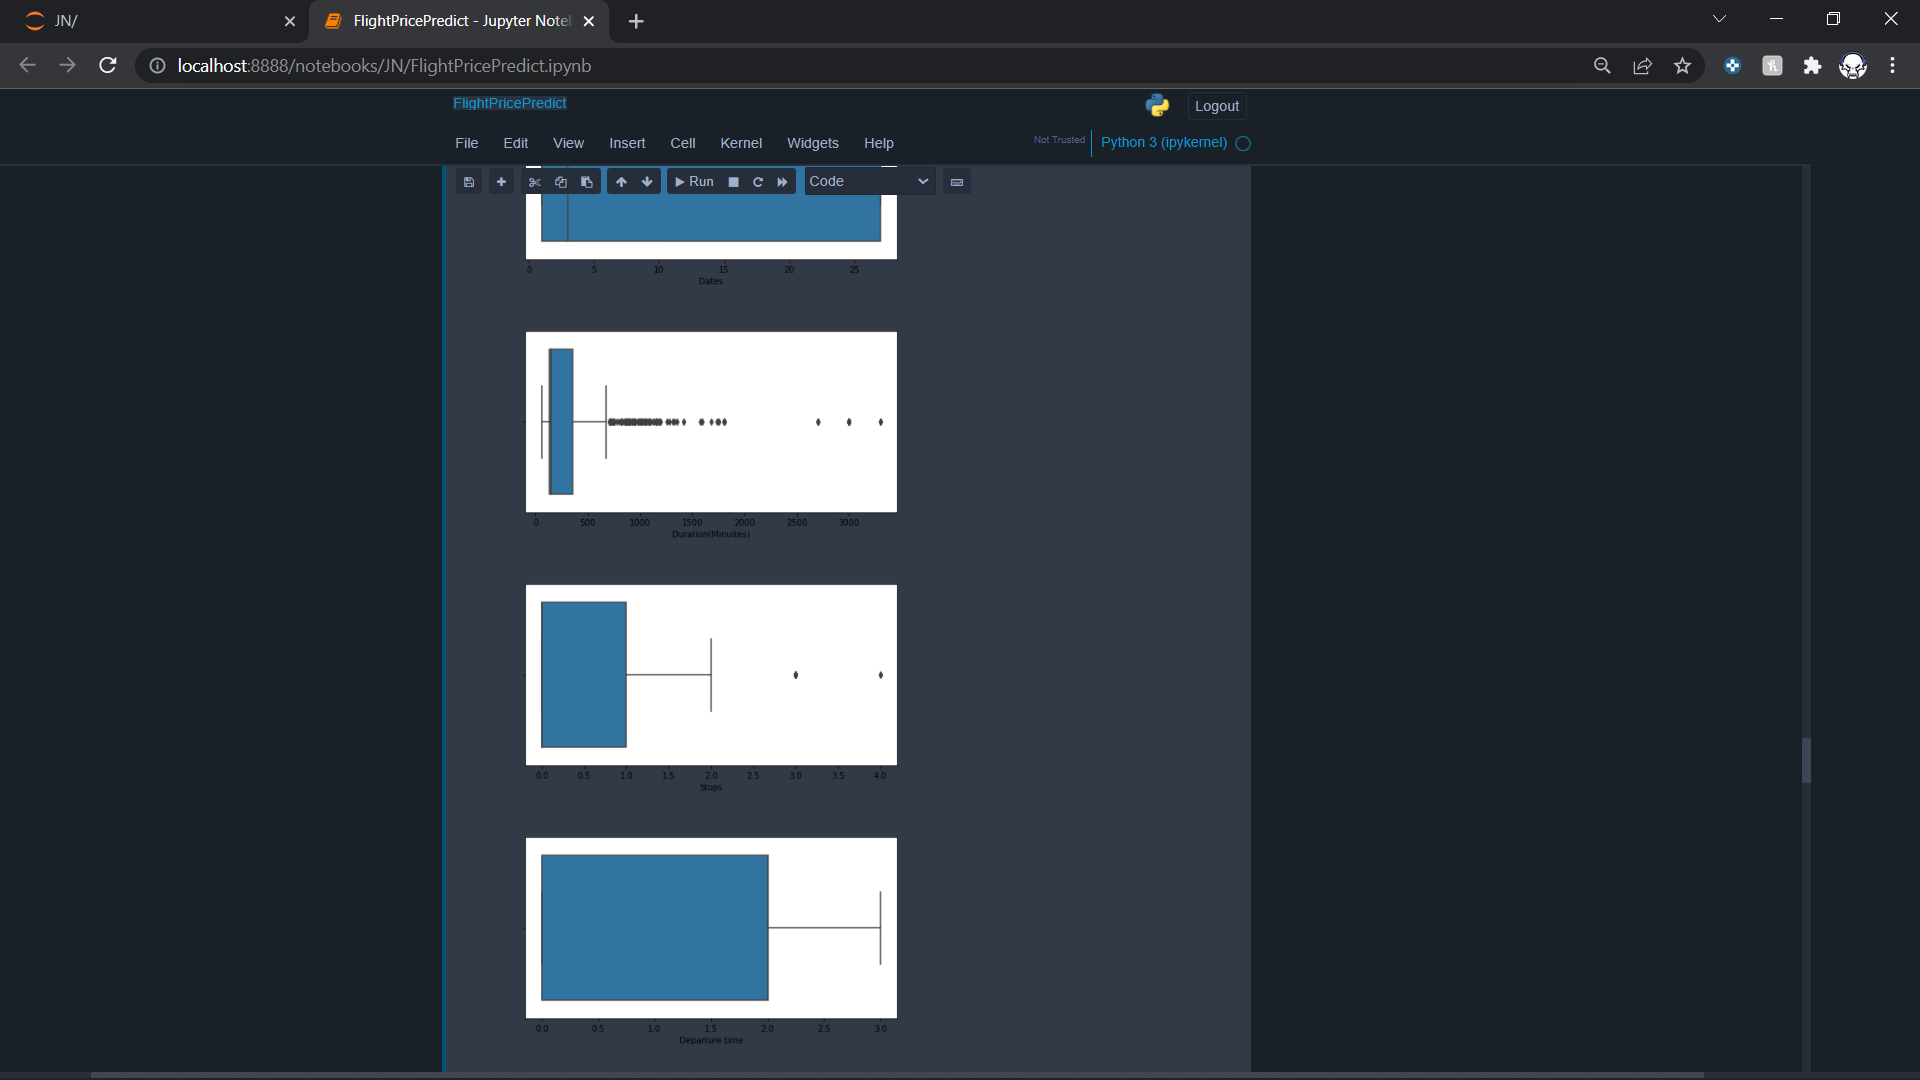 JN/
FlightPricePredict - Jupyter Note
localhost:8888/notebooks/JN/FlightPricePredict.ipynb
FlightPricePredict
Logout
File Edit View Insert Cell Kernel Widgets Help
Not Trusted
Python 3 (ipykernel)
Run
Code
0 5 10 15 20 25
Dates
0 500 1000 1500 2000 2500 3000
Duration(Minuites)
0.0 0.5 1.0 1.5 2.0 2.5 3.0 3.5 4.0
Stops
0.0 0.5 1.0 1.5 2.0 2.5 3.0
Departure time